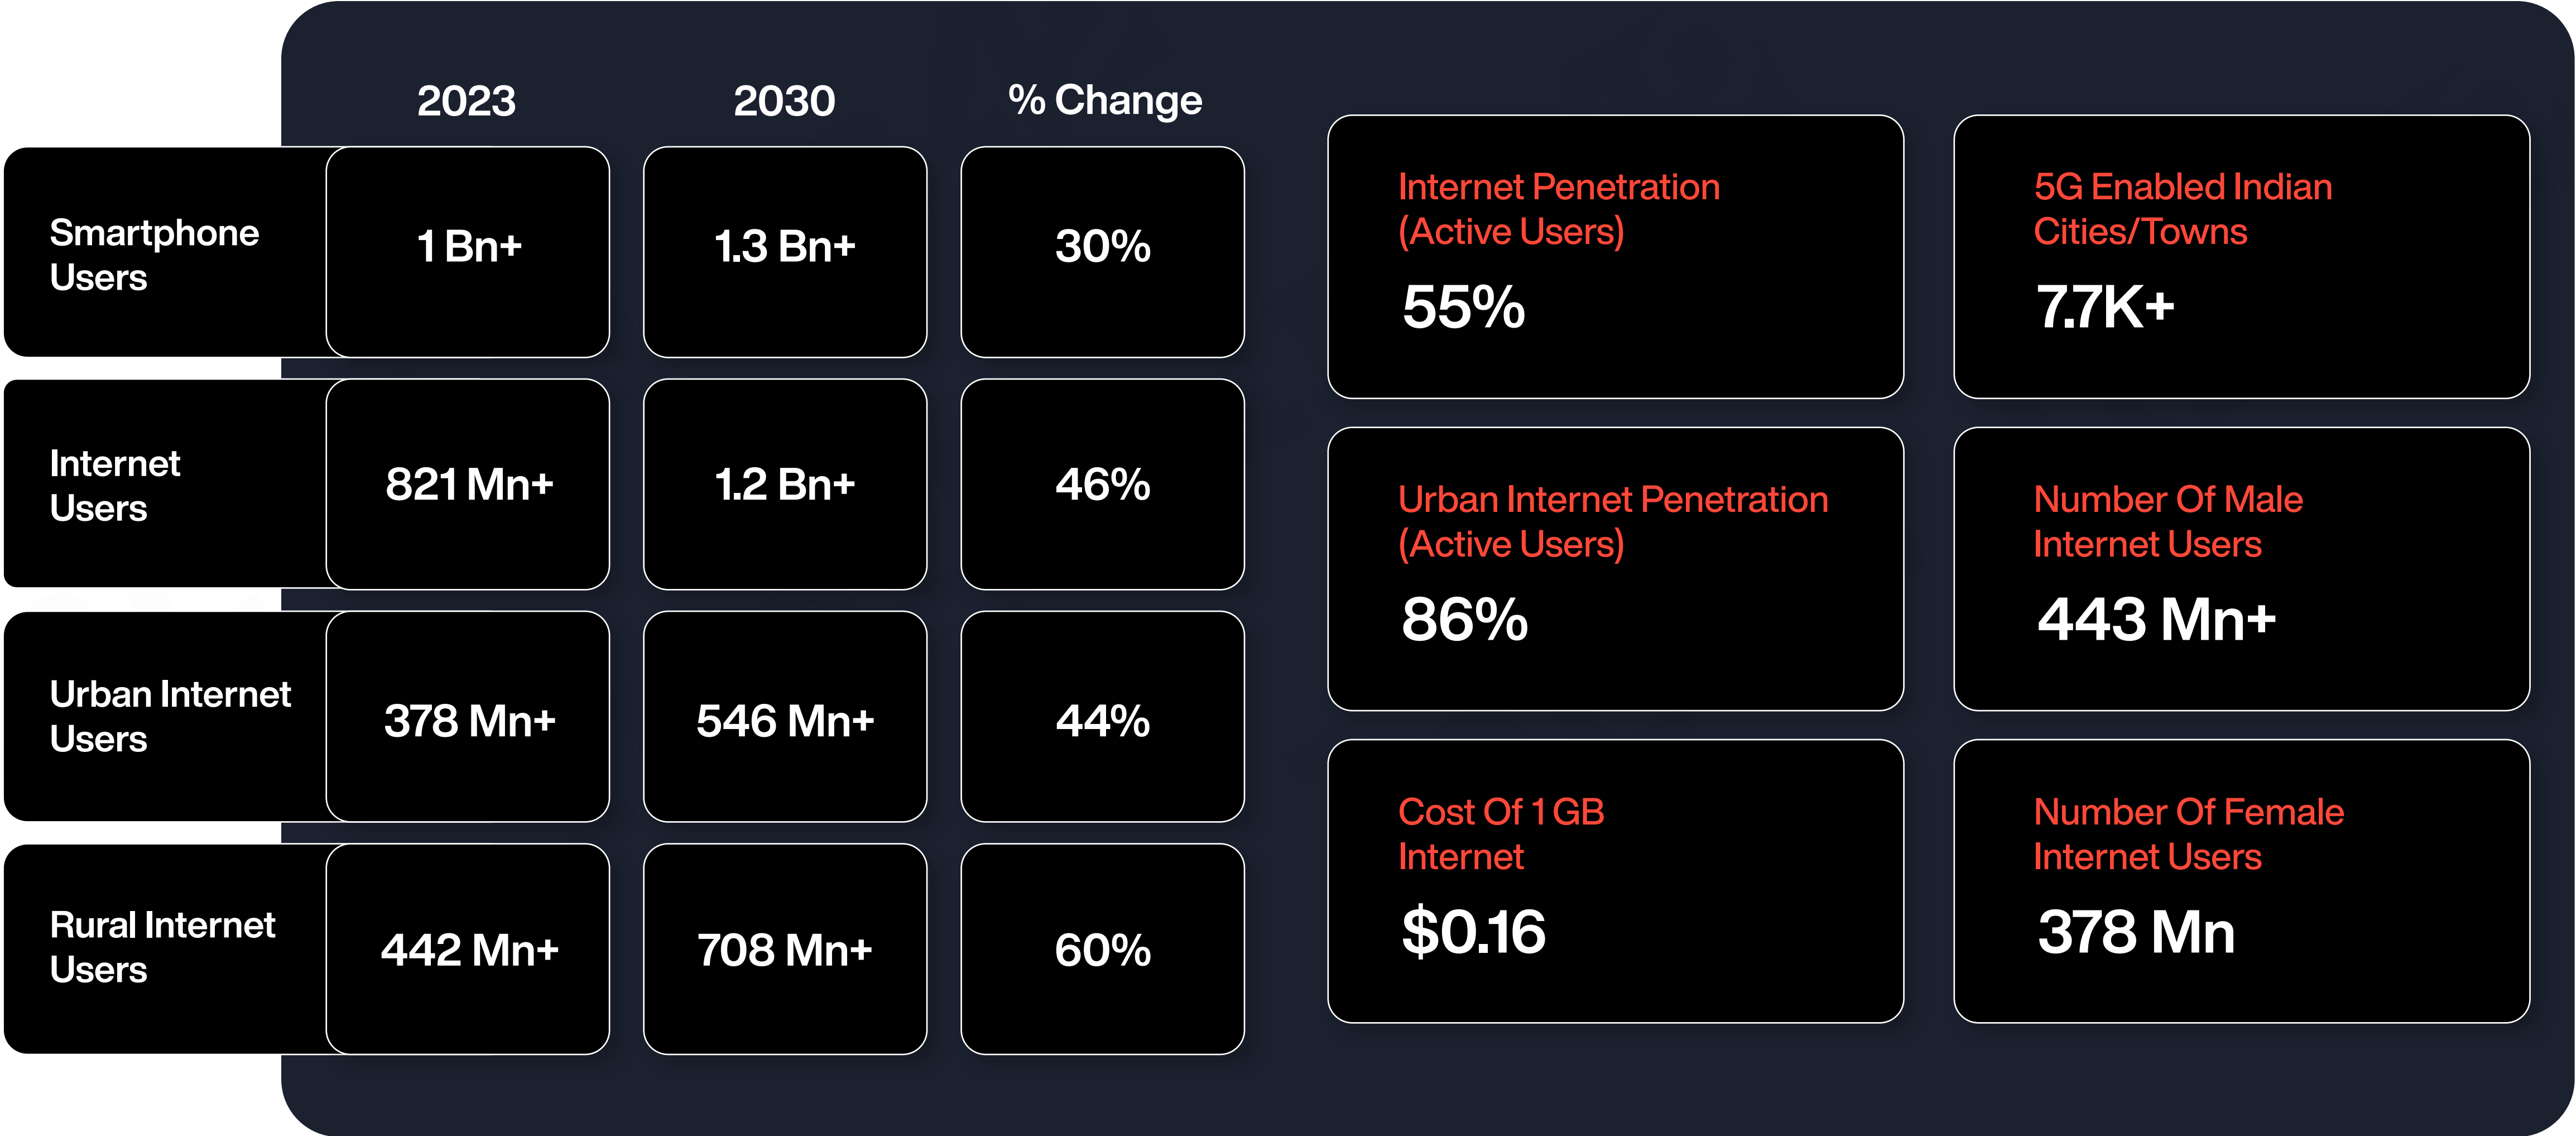 2023 2030 % Change
Smartphone
Users
1 Bn+ 1.3 Bn+ 30%
Internet
Users
821 Mn+ 1.2 Bn+ 46%
Urban Internet
Users
378 Mn+ 546 Mn+ 44%
Rural Internet
Users
442 Mn+ 708 Mn+ 60%
Internet Penetration
(Active Users)
55%
5G Enabled Indian
Cities/Towns
7.7K+
Urban Internet Penetration
(Active Users)
86%
Number Of Male
Internet Users
443 Mn+
Cost Of 1 GB
Internet
$0.16
Number Of Female
Internet Users
378 Mn